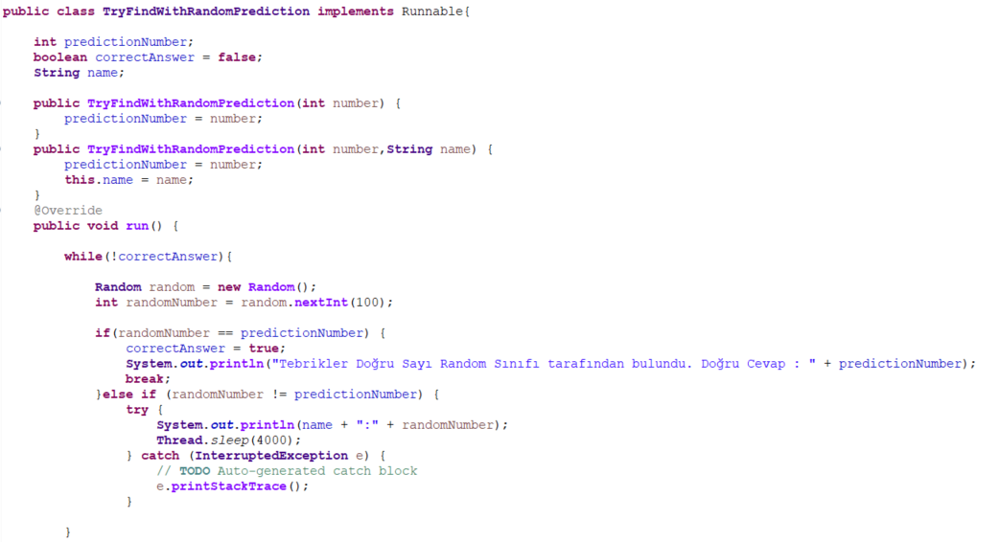 public class TryFindWithRandomPrediction implements Runnable{
int predictionNumber;
boolean correctAnswer = false;
String name;
public TryFindWithRandomPrediction(int number) {
predictionNumber = number;
}
public TryFindWithRandomPrediction(int number,String name) {
predictionNumber = number;
this.name = name;
}
@Override
public void run() {
while(!correctAnswer){
Random random = new Random();
int randomNumber = random.nextInt(100);
if(randomNumber == predictionNumber) {
correctAnswer = true;
System.out.println("Tebrikler Doğru Sayı Random Sınıfı tarafından bulundu. Doğru Cevap : " + predictionNumber);
break;
}else if (randomNumber != predictionNumber) {
try {
System.out.println(name + ":" + randomNumber);
Thread.sleep(4000);
} catch (InterruptedException e) {
// TODO Auto-generated catch block
e.printStackTrace();
}
}